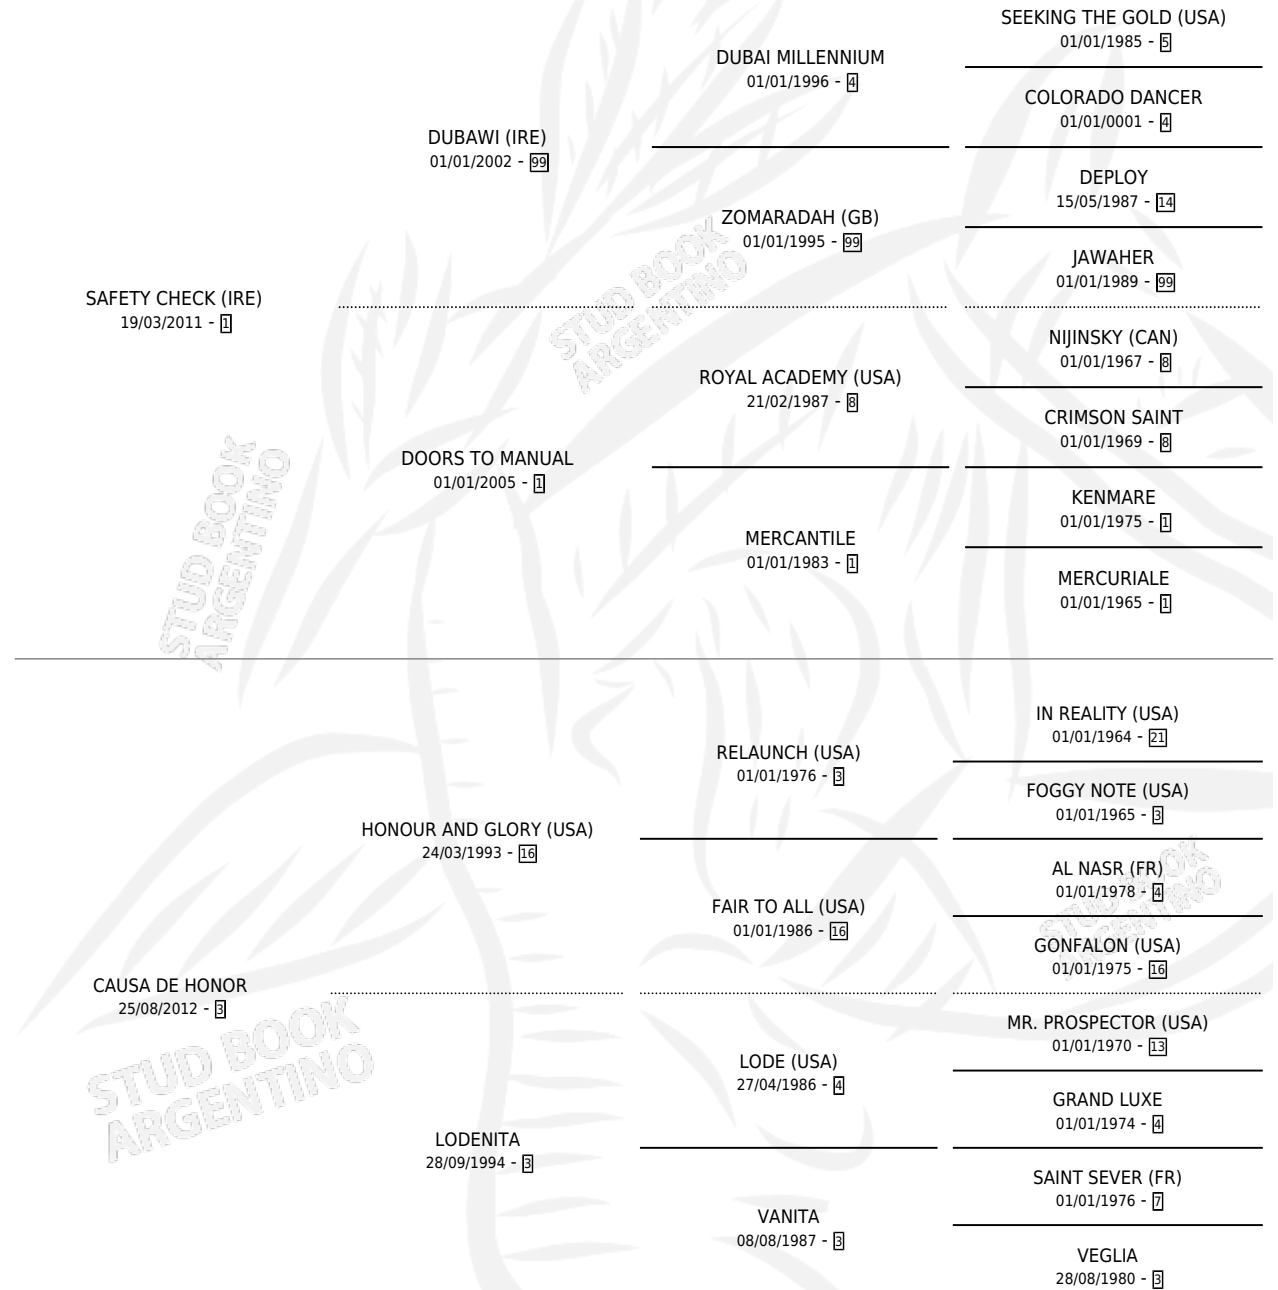 SEEKING THE GOLD (USA)
01/01/1985 - 5
DUBAI MILLENNIUM
01/01/1996 - 4
COLORADO DANCER
01/01/0001 - 4
DUBAWI (IRE)
01/01/2002 - 99
DEPLOY
15/05/1987 - 14
ZOMARADAH (GB)
01/01/1995 - 99
JAWAHER
01/01/1989 - 99
SAFETY CHECK (IRE)
19/03/2011 - 1
NIJINSKY (CAN)
01/01/1967 - 8
ROYAL ACADEMY (USA)
21/02/1987 - 8
CRIMSON SAINT
01/01/1969 - 8
DOORS TO MANUAL
01/01/2005 - 1
KENMARE
01/01/1975 - 1
MERCANTILE
01/01/1983 - 1
MERCURIALE
01/01/1965 - 1
IN REALITY (USA)
01/01/1964 - 21
RELAUNCH (USA)
01/01/1976 - 3
FOGGY NOTE (USA)
01/01/1965 - 3
HONOUR AND GLORY (USA)
24/03/1993 - 16
AL NASR (FR)
01/01/1978 - 4
FAIR TO ALL (USA)
01/01/1986 - 16
GONFALON (USA)
01/01/1975 - 16
CAUSA DE HONOR
25/08/2012 - 3
MR. PROSPECTOR (USA)
01/01/1970 - 13
LODE (USA)
27/04/1986 - 4
GRAND LUXE
01/01/1974 - 4
LODENITA
28/09/1994 - 3
SAINT SEVER (FR)
01/01/1976 - 7
VANITA
08/08/1987 - 3
VEGLIA
28/08/1980 - 3
STUD BOOK
ARGENTINO
STUD BOOK
ARGENTINO
STUD BOOK
ARGENTINO
STUD BOOK
ARGENTINO